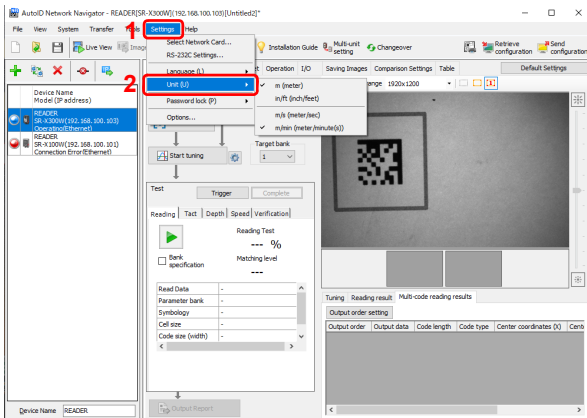 AutoID Network Navigator - READER[SR-X300W](192.168.100.103)[Untitled2]*
1
File View System Transfer Tools Settings Help
Live View
Installation Guide
Multi-unit setting
Changeover
Retrieve configuration
Send configuration
Select Network Card...
RS-232C Settings...
Language (L)
Unit (U)
Password lock (P)
Options...
2
m (meter)
in/ft (inch/feet)
m/s (meter/sec)
m/min (meter/minute(s))
Operation I/O Saving Images Comparison Settings Table
Default Settings
1920x1200
Device Name
Model (IP address)
READER
SR-X300W(192.168.100.103)
Operating(Ethernet)
READER
SR-X100W(192.168.100.101)
Connection Error(Ethernet)
Start tuning
Target bank
1
Test
Trigger
Complete
Reading Tact Depth Speed Verification
Reading Test
--- %
Bank specification
Matching level
---
Read Data -
Parameter bank -
Symbology -
Cell size -
Code size (width) -
Output Report
Tuning Reading result Multi-code reading results
Output order setting
Output order Output data Code length Code type Center coordinates (X)
Device Name READER